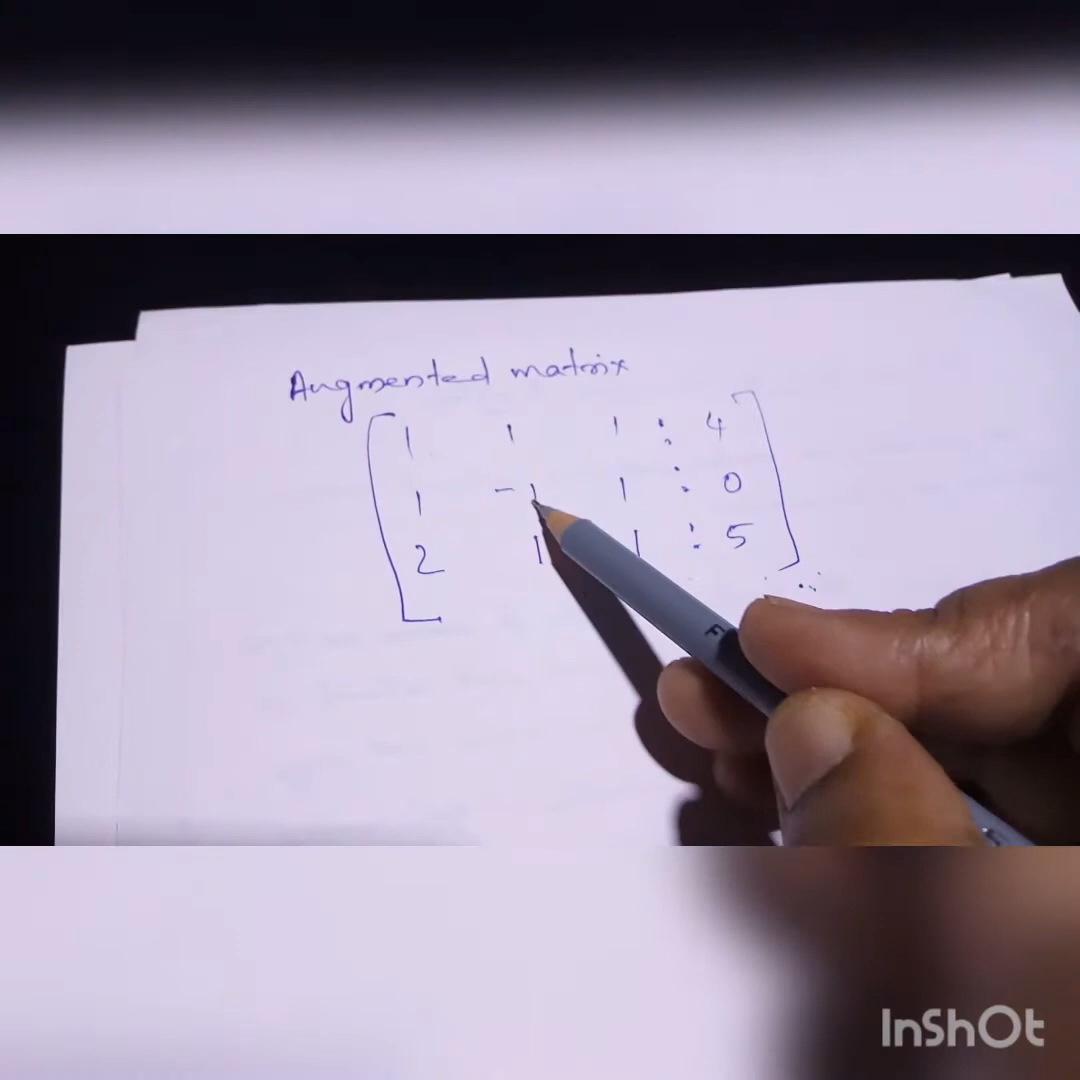 Augmented matrix
1 1 1 : 4
1 -1 1 : 0
2 1 1 : 5
F
InShOt